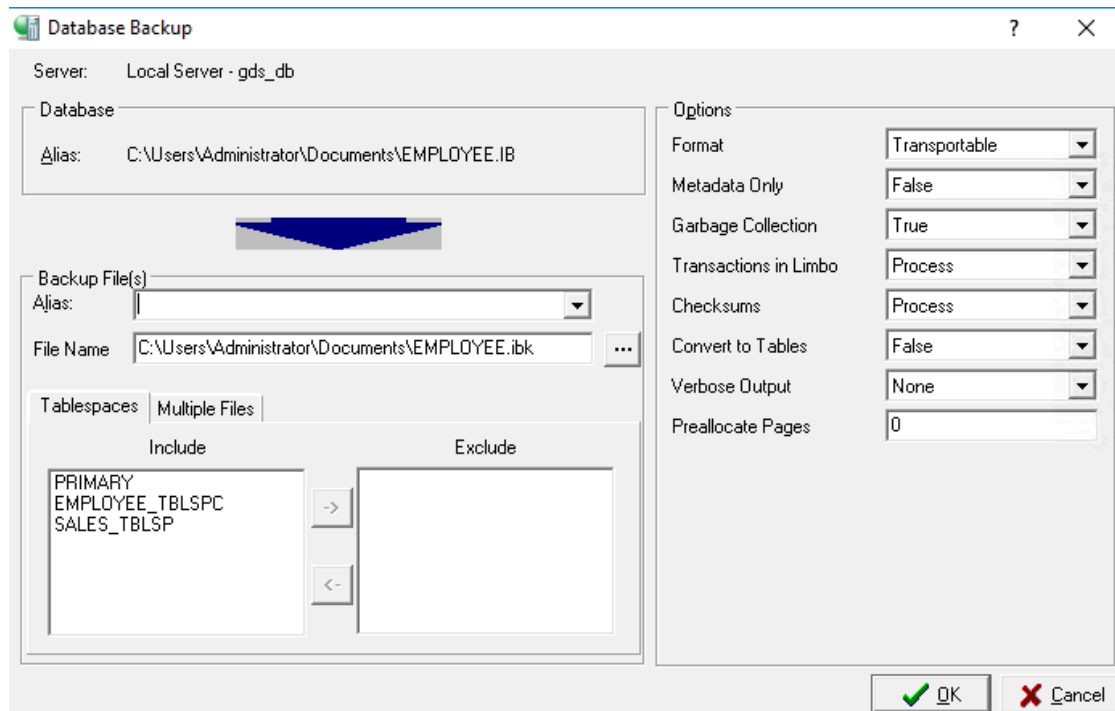 Database Backup
?
Server: Local Server - gds_db
Database
Alias: C:\Users\Administrator\Documents\EMPLOYEE.IB
Backup File(s)
Alias:
File Name C:\Users\Administrator\Documents\EMPLOYEE.ibk ...
Tablespaces Multiple Files
Include Exclude
PRIMARY
EMPLOYEE_TBLSPC
SALES_TBLSP
->
<-
Options
Format Transportable
Metadata Only False
Garbage Collection True
Transactions in Limbo Process
Checksums Process
Convert to Tables False
Verbose Output None
Preallocate Pages 0
OK Cancel